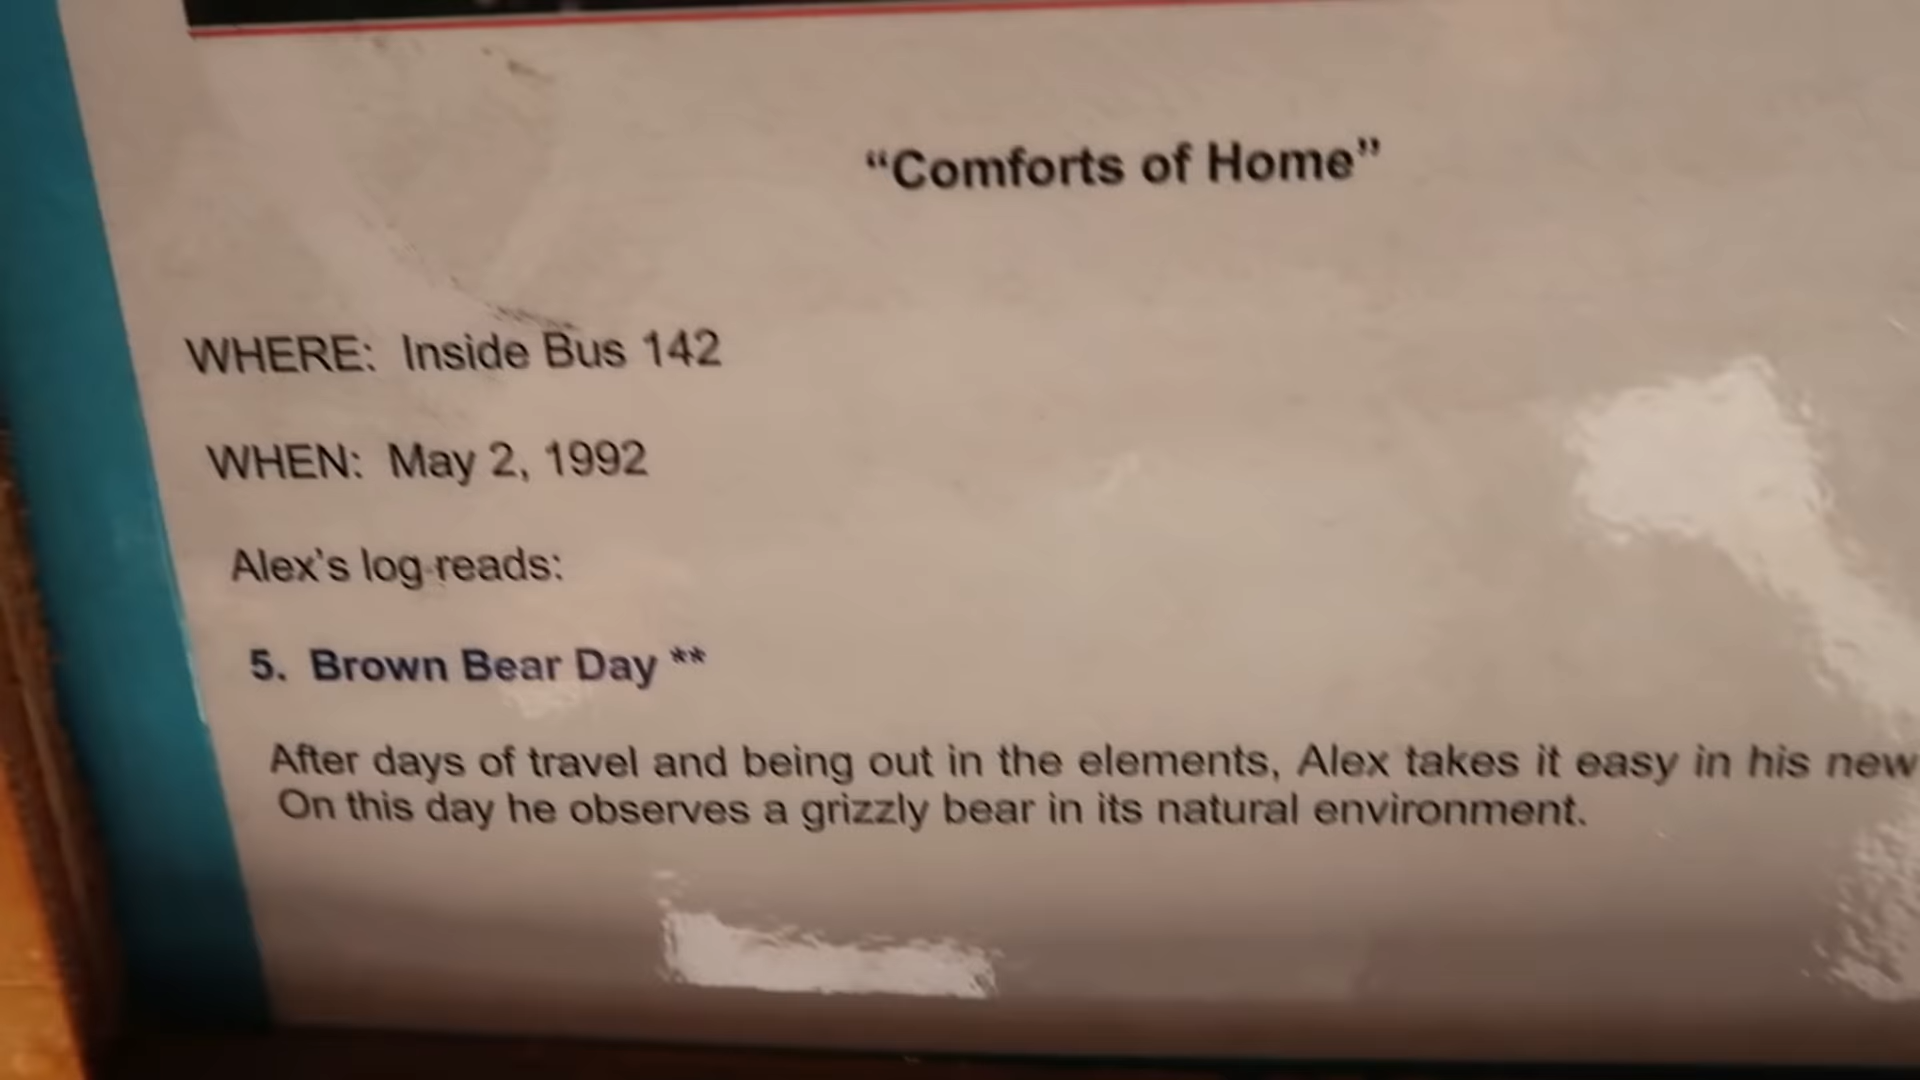 “Comforts of Home”
WHERE: Inside Bus 142
WHEN: May 2, 1992
Alex's log reads:
5. Brown Bear Day **
After days of travel and being out in the elements, Alex takes it easy in his new
On this day he observes a grizzly bear in its natural environment.